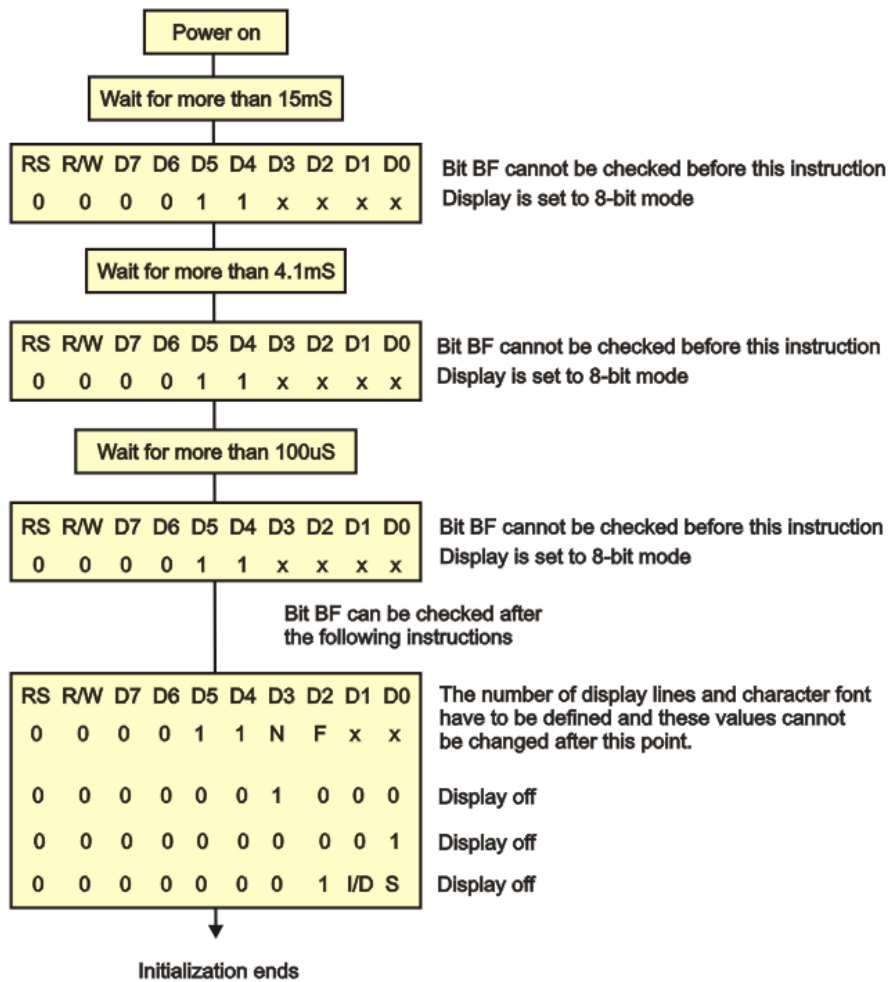 Power on
Wait for more than 15mS
RS R/W D7 D6 D5 D4 D3 D2 D1 D0
0 0 0 0 1 1 x x x x
Bit BF cannot be checked before this instruction
Display is set to 8-bit mode
Wait for more than 4.1mS
RS R/W D7 D6 D5 D4 D3 D2 D1 D0
0 0 0 0 1 1 x x x x
Bit BF cannot be checked before this instruction
Display is set to 8-bit mode
Wait for more than 100uS
RS R/W D7 D6 D5 D4 D3 D2 D1 D0
0 0 0 0 1 1 x x x x
Bit BF cannot be checked before this instruction
Display is set to 8-bit mode
Bit BF can be checked after
the following instructions
RS R/W D7 D6 D5 D4 D3 D2 D1 D0
0 0 0 0 1 1 N F x x
The number of display lines and character font
have to be defined and these values cannot
be changed after this point.
0 0 0 0 0 0 1 0 0 0 Display off
0 0 0 0 0 0 0 0 0 1 Display off
0 0 0 0 0 0 0 1 I/D S Display off
Initialization ends